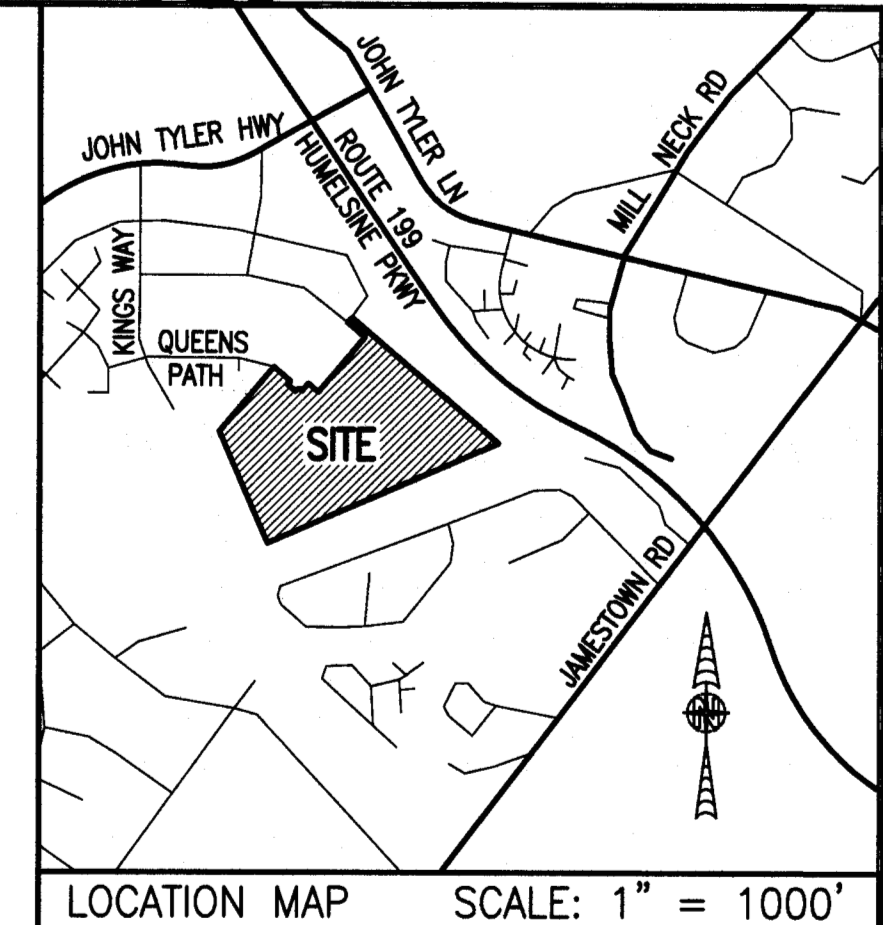 JOHN TYLER HWY
JOHN TYLER LN
ROUTE 199
HUMELSINE PKWY
MILL NECK RD
KINGS WAY
QUEENS
PATH
SITE
JAMESTOWN RD
N
LOCATION MAP SCALE: 1" = 1000'